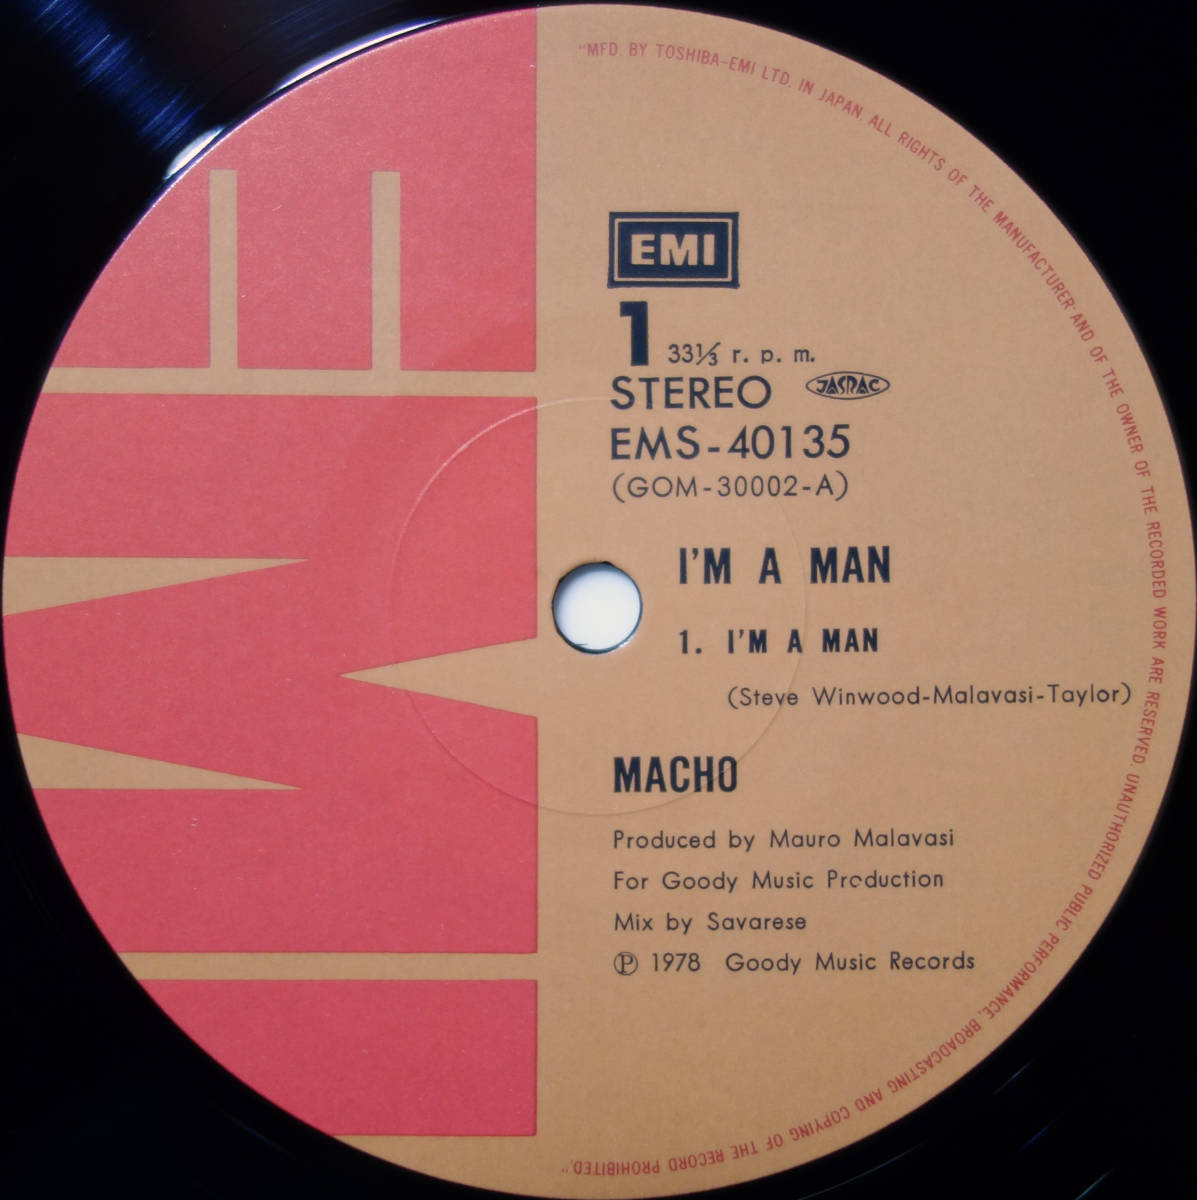 "MFD. BY TOSHIBA-EMI LTD. IN JAPAN. ALL RIGHTS OF THE MANUFACTURER AND OF THE OWNER OF THE RECORDED WORK ARE RESERVED. UNAUTHORIZED PUBLIC PERFORMANCE, BROADCASTING AND COPYING OF THE RECORD PROHIBITED."
EMI
EMI
1 33⅓ r. p. m.
STEREO JASRAC
EMS-40135
(GOM-30002-A)
I'M A MAN
1. I'M A MAN
(Steve Winwood-Malavasi-Taylor)
MACHO
Produced by Mauro Malavasi
For Goody Music Production
Mix by Savarese
℗ 1978 Goody Music Records